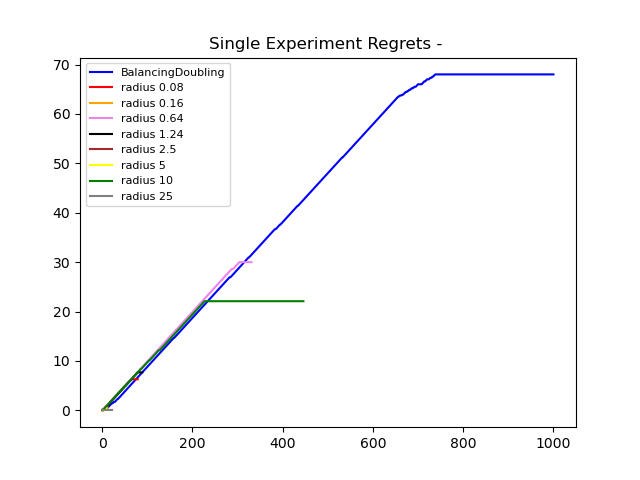 Single Experiment Regrets -
70
60
50
40
30
20
10
0
BalancingDoubling
radius 0.08
radius 0.16
radius 0.64
radius 1.24
radius 2.5
radius 5
radius 10
radius 25
0 200 400 600 800 1000